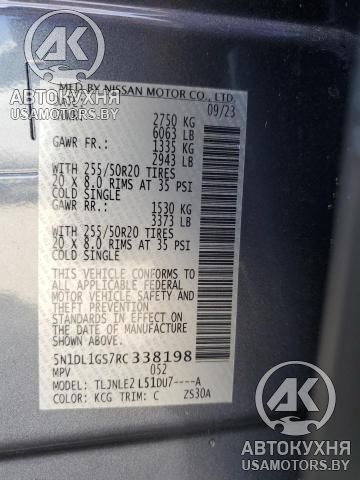 AK
АВТОКУХНЯ
USAMOTORS.BY
MFD BY NISSAN MOTOR CO., LTD.
09/23
2750 KG
6063 LB
GAWR FR.: 1335 KG
2943 LB
WITH 255/50R20 TIRES
20 X 8.0 RIMS AT 35 PSI
COLD SINGLE
GAWR RR.: 1530 KG
3373 LB
WITH 255/50R20 TIRES
20 X 8.0 RIMS AT 35 PSI
COLD SINGLE
THIS VEHICLE CONFORMS TO
ALL APPLICABLE FEDERAL
MOTOR VEHICLE SAFETY,
BUMPER, AND THEFT
PREVENTION STANDARDS
IN EFFECT ON THE DATE OF
MANUFACTURE SHOWN ABOVE.
5N1DL1GS7RC338198
MPV 052
MODEL: TLJNLEZ L51DU7----A
COLOR: KCG TRIM: C ZS30A
AK
АВТОКУХНЯ
USAMOTORS.BY